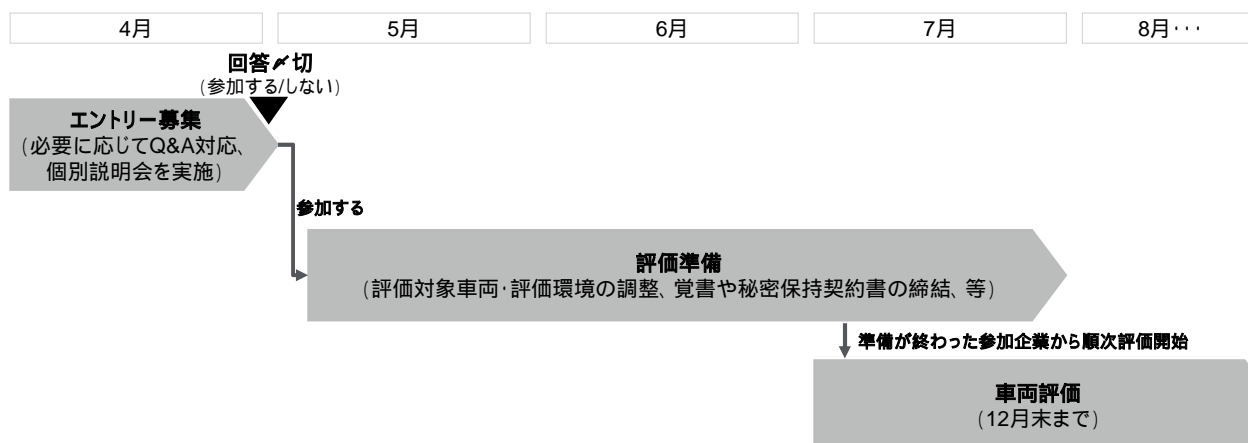 4月
5月
6月
7月
8月･･･
回答〆切
(参加する/しない)
エントリー募集
(必要に応じてQ&A対応、
個別説明会を実施)
参加する
評価準備
(評価対象車両･評価環境の調整、覚書や秘密保持契約書の締結、等)
準備が終わった参加企業から順次評価開始
車両評価
(12月末まで)